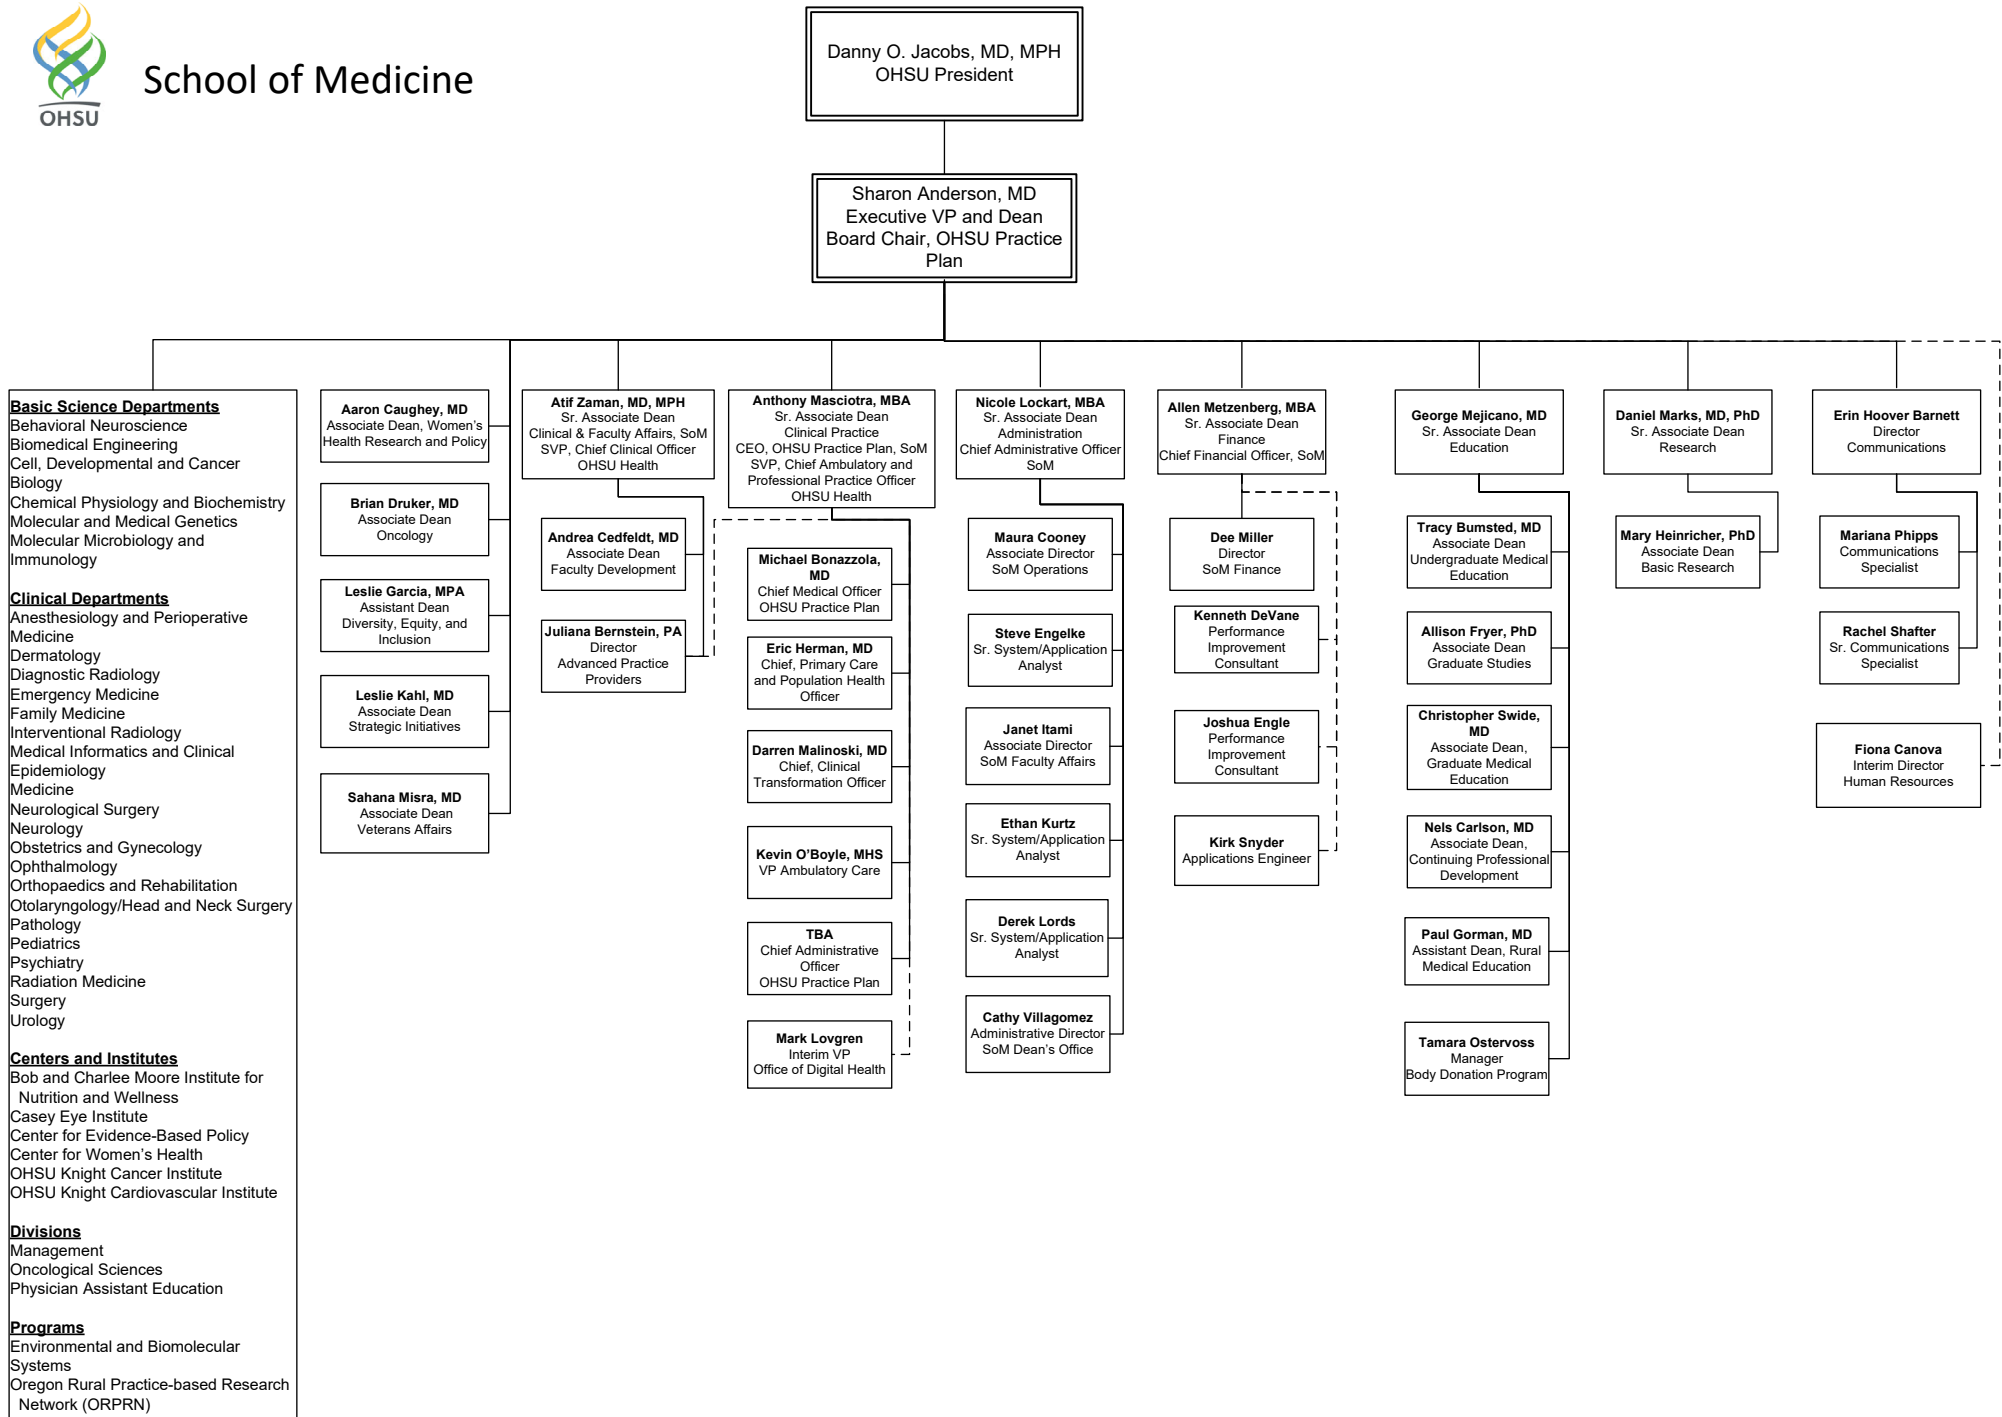 OHSU
School of Medicine
Danny O. Jacobs, MD, MPH
OHSU President
Sharon Anderson, MD
Executive VP and Dean
Board Chair, OHSU Practice
Plan
Basic Science Departments
Behavioral Neuroscience
Biomedical Engineering
Cell, Developmental and Cancer
Biology
Chemical Physiology and Biochemistry
Molecular and Medical Genetics
Molecular Microbiology and
Immunology
Clinical Departments
Anesthesiology and Perioperative
Medicine
Dermatology
Diagnostic Radiology
Emergency Medicine
Family Medicine
Interventional Radiology
Medical Informatics and Clinical
Epidemiology
Medicine
Neurological Surgery
Neurology
Obstetrics and Gynecology
Ophthalmology
Orthopaedics and Rehabilitation
Otolaryngology/Head and Neck Surgery
Pathology
Pediatrics
Psychiatry
Radiation Medicine
Surgery
Urology
Centers and Institutes
Bob and Charlee Moore Institute for
Nutrition and Wellness
Casey Eye Institute
Center for Evidence-Based Policy
Center for Women's Health
OHSU Knight Cancer Institute
OHSU Knight Cardiovascular Institute
Divisions
Management
Oncological Sciences
Physician Assistant Education
Programs
Environmental and Biomolecular
Systems
Oregon Rural Practice-based Research
Network (ORPRN)
Aaron Caughey, MD
Associate Dean, Women's
Health Research and Policy
Brian Druker, MD
Associate Dean
Oncology
Leslie Garcia, MPA
Assistant Dean
Diversity, Equity, and
Inclusion
Leslie Kahl, MD
Associate Dean
Strategic Initiatives
Sahana Misra, MD
Associate Dean
Veterans Affairs
Atif Zaman, MD, MPH
Sr. Associate Dean
Clinical & Faculty Affairs, SoM
SVP, Chief Clinical Officer
OHSU Health
Andrea Cedfeldt, MD
Associate Dean
Faculty Development
Juliana Bernstein, PA
Director
Advanced Practice
Providers
Anthony Masciotra, MBA
Sr. Associate Dean
Clinical Practice
CEO, OHSU Practice Plan, SoM
SVP, Chief Ambulatory and
Professional Practice Officer
OHSU Health
Michael Bonazzola,
MD
Chief Medical Officer
OHSU Practice Plan
Eric Herman, MD
Chief, Primary Care
and Population Health
Officer
Darren Malinoski, MD
Chief, Clinical
Transformation Officer
Kevin O'Boyle, MHS
VP Ambulatory Care
TBA
Chief Administrative
Officer
OHSU Practice Plan
Mark Lovgren
Interim VP
Office of Digital Health
Nicole Lockart, MBA
Sr. Associate Dean
Administration
Chief Administrative Officer
SoM
Maura Cooney
Associate Director
SoM Operations
Steve Engelke
Sr. System/Application
Analyst
Janet Itami
Associate Director
SoM Faculty Affairs
Ethan Kurtz
Sr. System/Application
Analyst
Derek Lords
Sr. System/Application
Analyst
Cathy Villagomez
Administrative Director
SoM Dean's Office
Allen Metzenberg, MBA
Sr. Associate Dean
Finance
Chief Financial Officer, SoM
Dee Miller
Director
SoM Finance
Kenneth DeVane
Performance
Improvement
Consultant
Joshua Engle
Performance
Improvement
Consultant
Kirk Snyder
Applications Engineer
George Mejicano, MD
Sr. Associate Dean
Education
Tracy Bumsted, MD
Associate Dean
Undergraduate Medical
Education
Allison Fryer, PhD
Associate Dean
Graduate Studies
Christopher Swide,
MD
Associate Dean,
Graduate Medical
Education
Nels Carlson, MD
Associate Dean,
Continuing Professional
Development
Paul Gorman, MD
Assistant Dean, Rural
Medical Education
Tamara Ostervoss
Manager
Body Donation Program
Daniel Marks, MD, PhD
Sr. Associate Dean
Research
Mary Heinricher, PhD
Associate Dean
Basic Research
Erin Hoover Barnett
Director
Communications
Mariana Phipps
Communications
Specialist
Rachel Shafter
Sr. Communications
Specialist
Fiona Canova
Interim Director
Human Resources